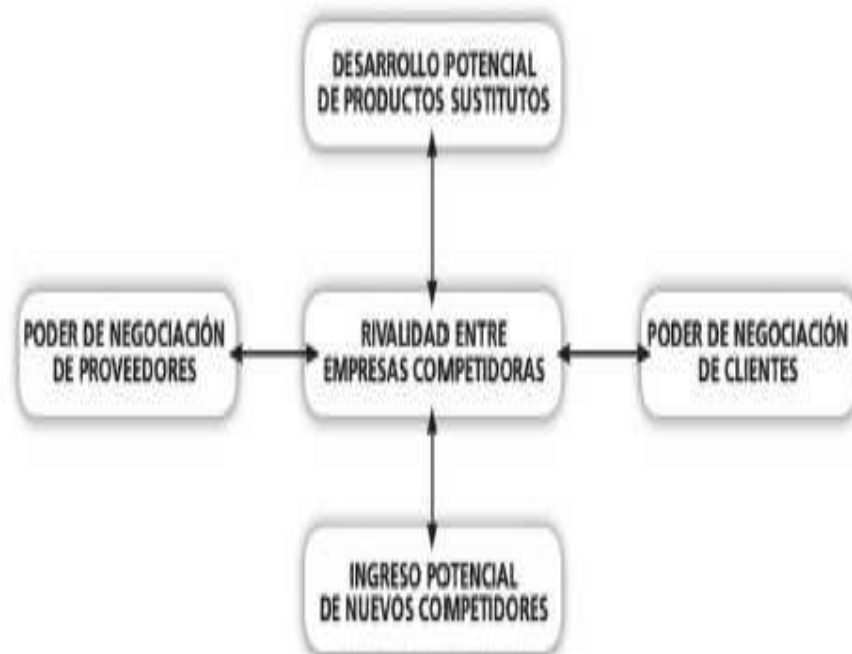 DESARROLLO POTENCIAL
DE PRODUCTOS SUSTITUTOS
PODER DE NEGOCIACIÓN
DE PROVEEDORES
RIVALIDAD ENTRE
EMPRESAS COMPETIDORAS
PODER DE NEGOCIACIÓN
DE CLIENTES
INGRESO POTENCIAL
DE NUEVOS COMPETIDORES